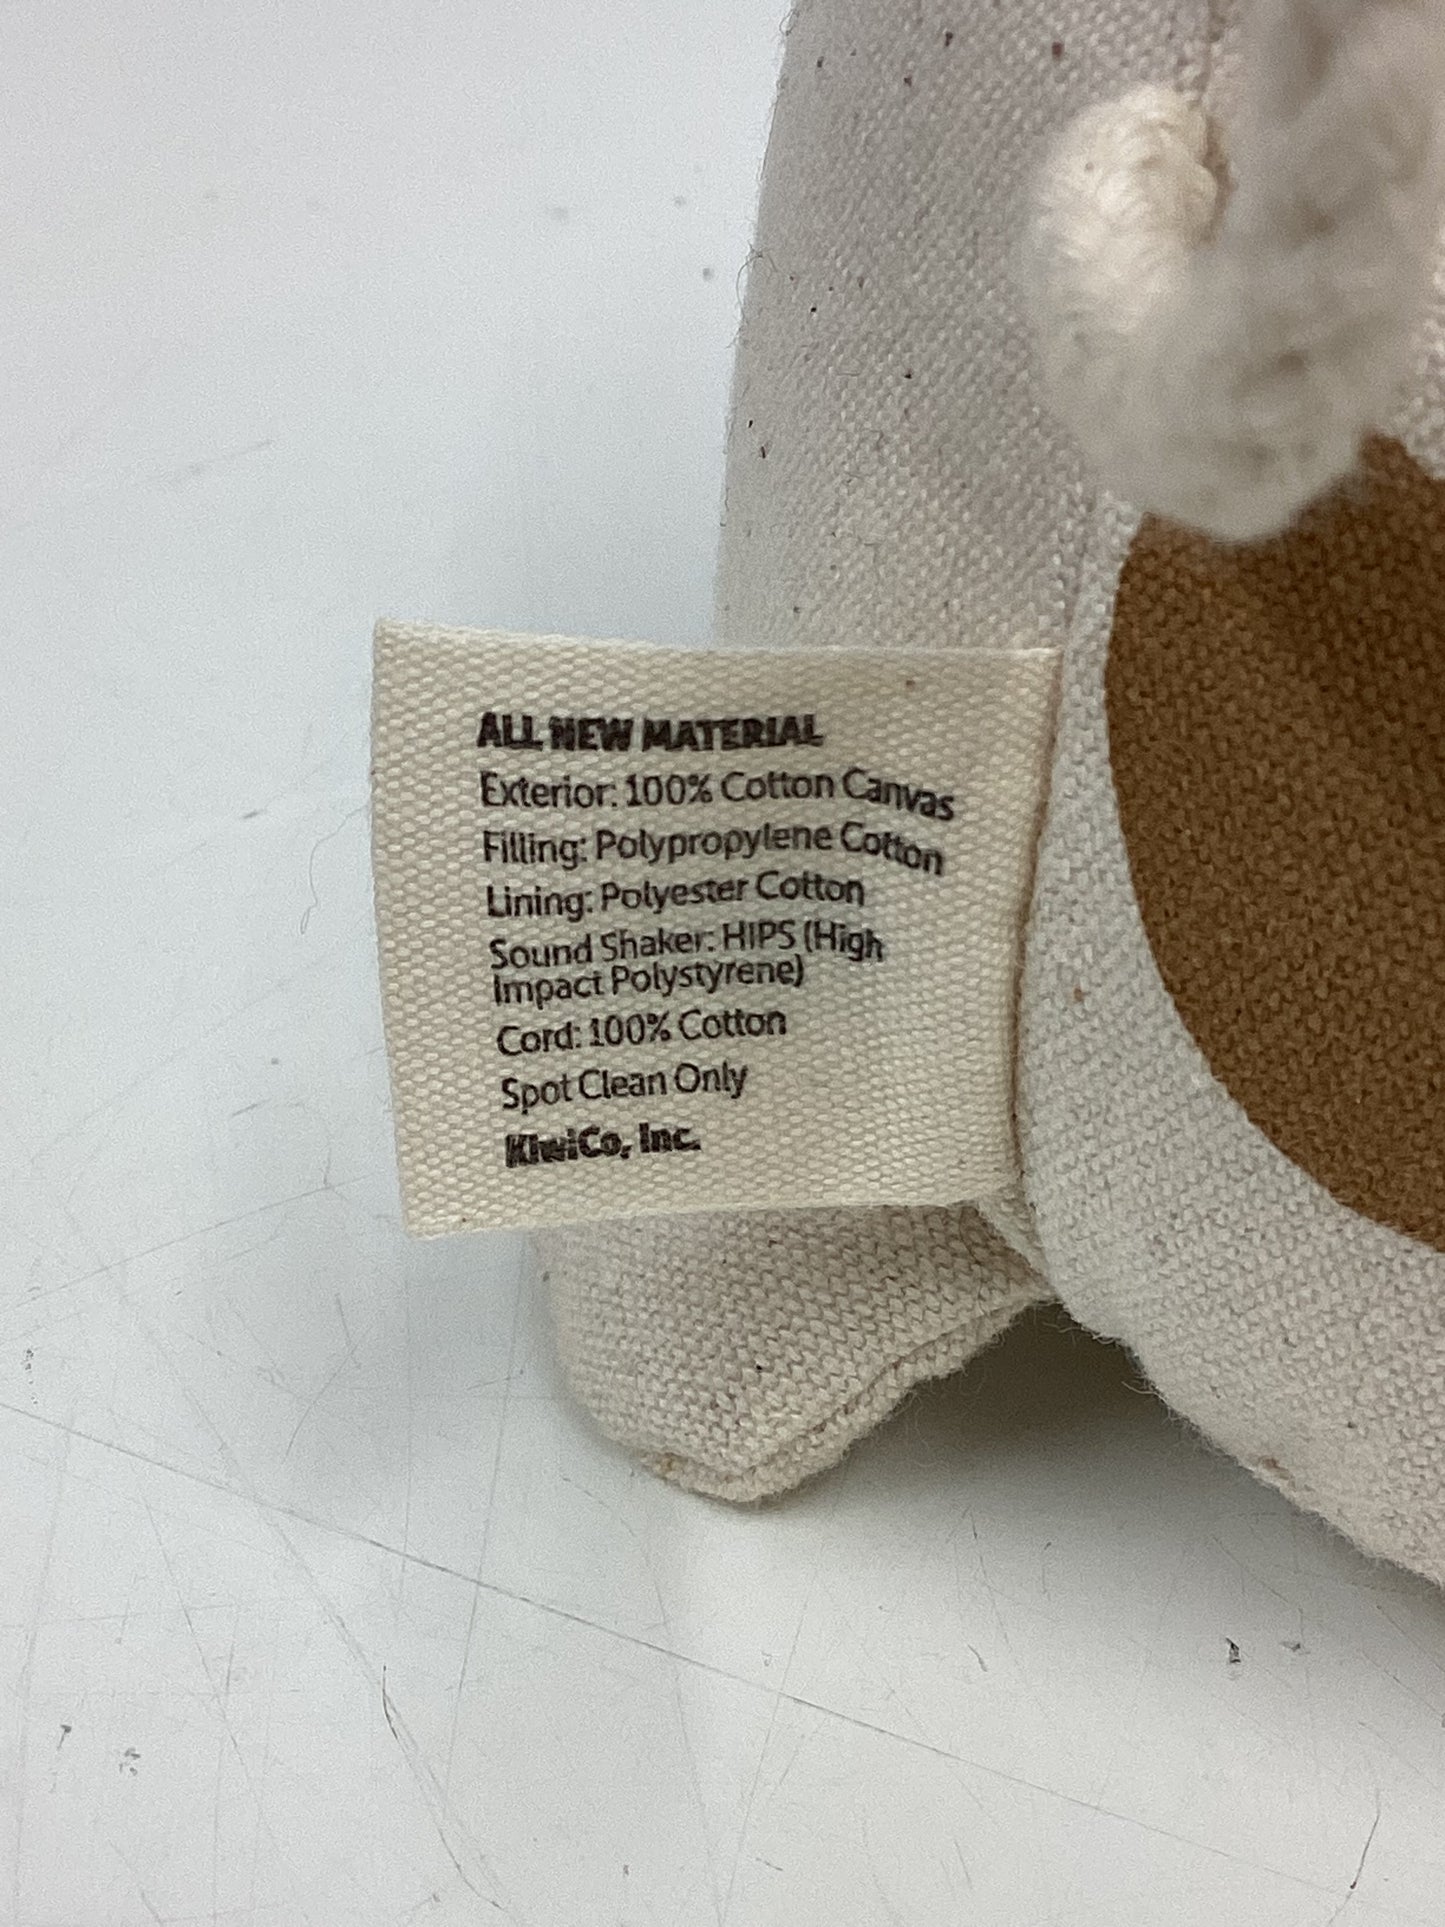 ALL NEW MATERIAL
Exterior: 100% Cotton Canvas
Filling: Polypropylene Cotton
Lining: Polyester Cotton
Sound Shaker: HIPS (High
Impact Polystyrene)
Cord: 100% Cotton
Spot Clean Only
KiwiCo, Inc.